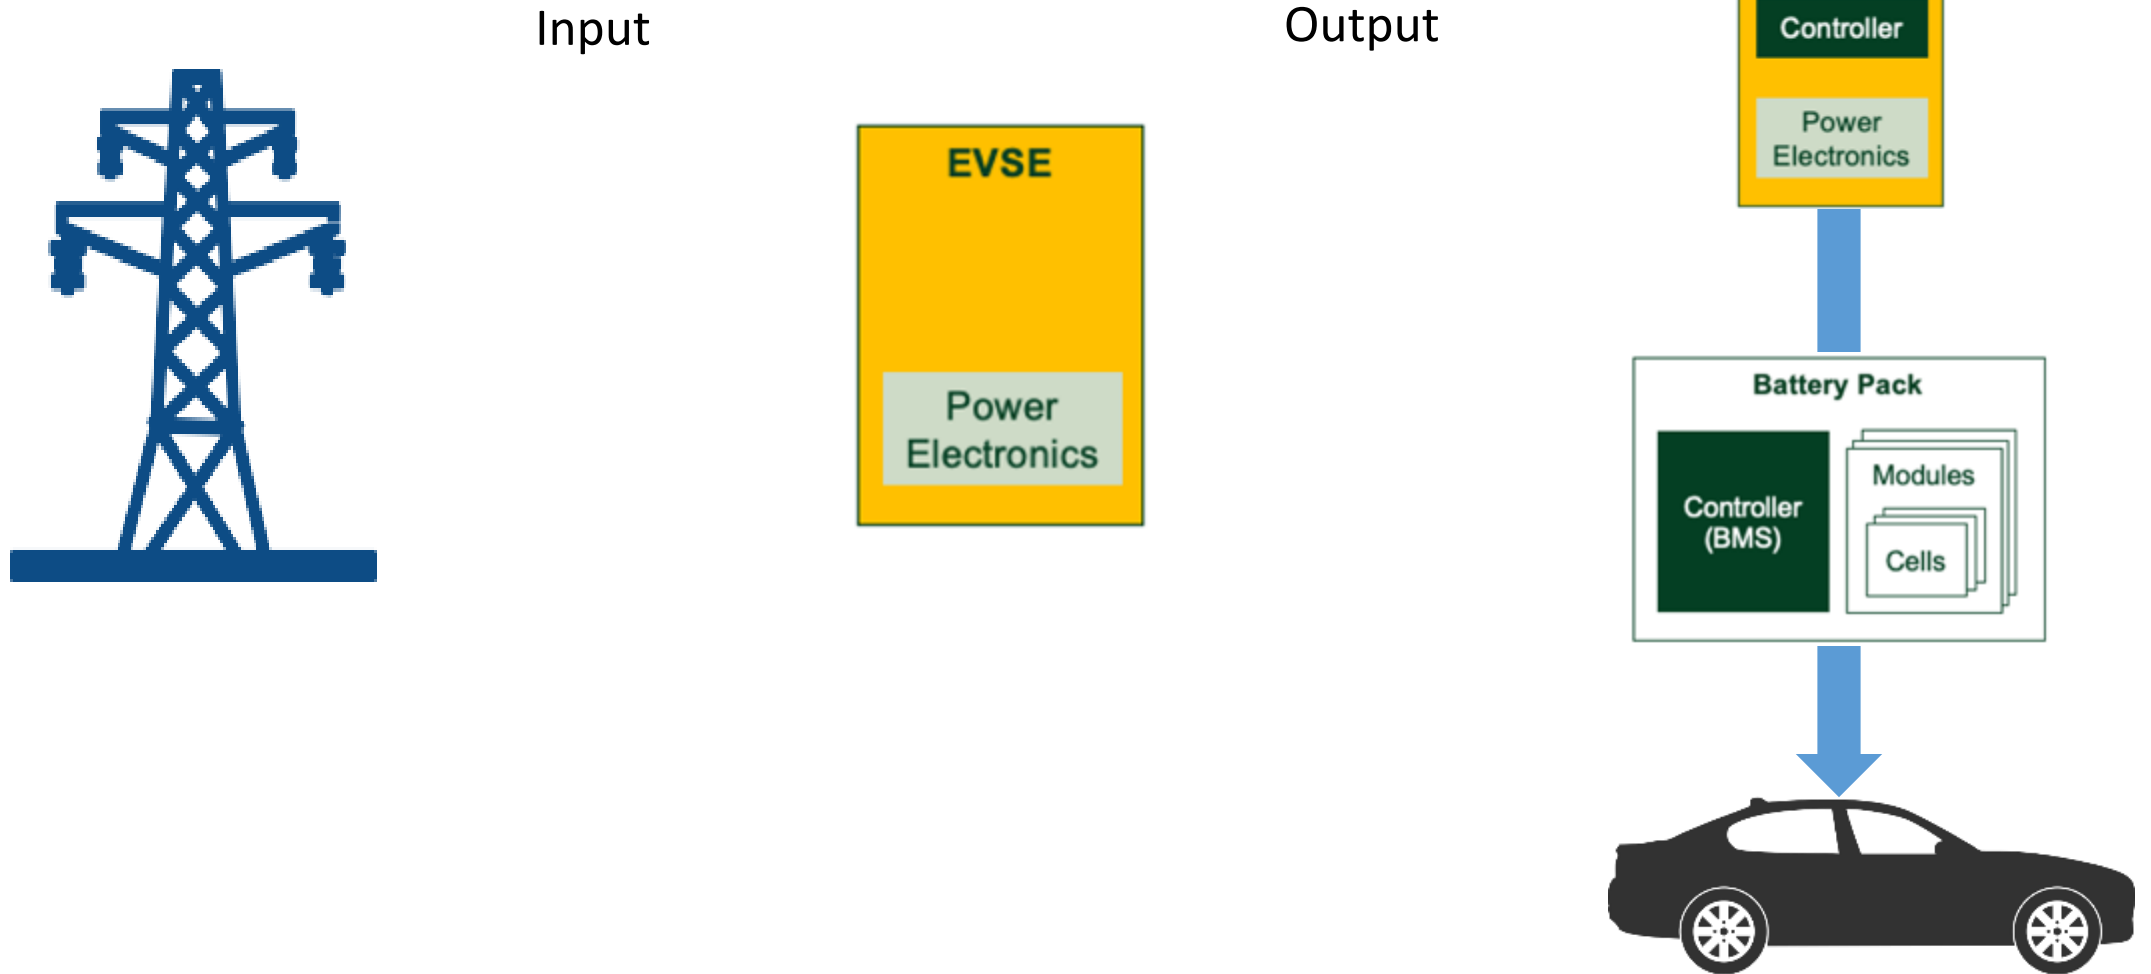 Input
Output
EVSE
Power
Electronics
Controller
Power
Electronics
Battery Pack
Controller
(BMS)
Modules
Cells